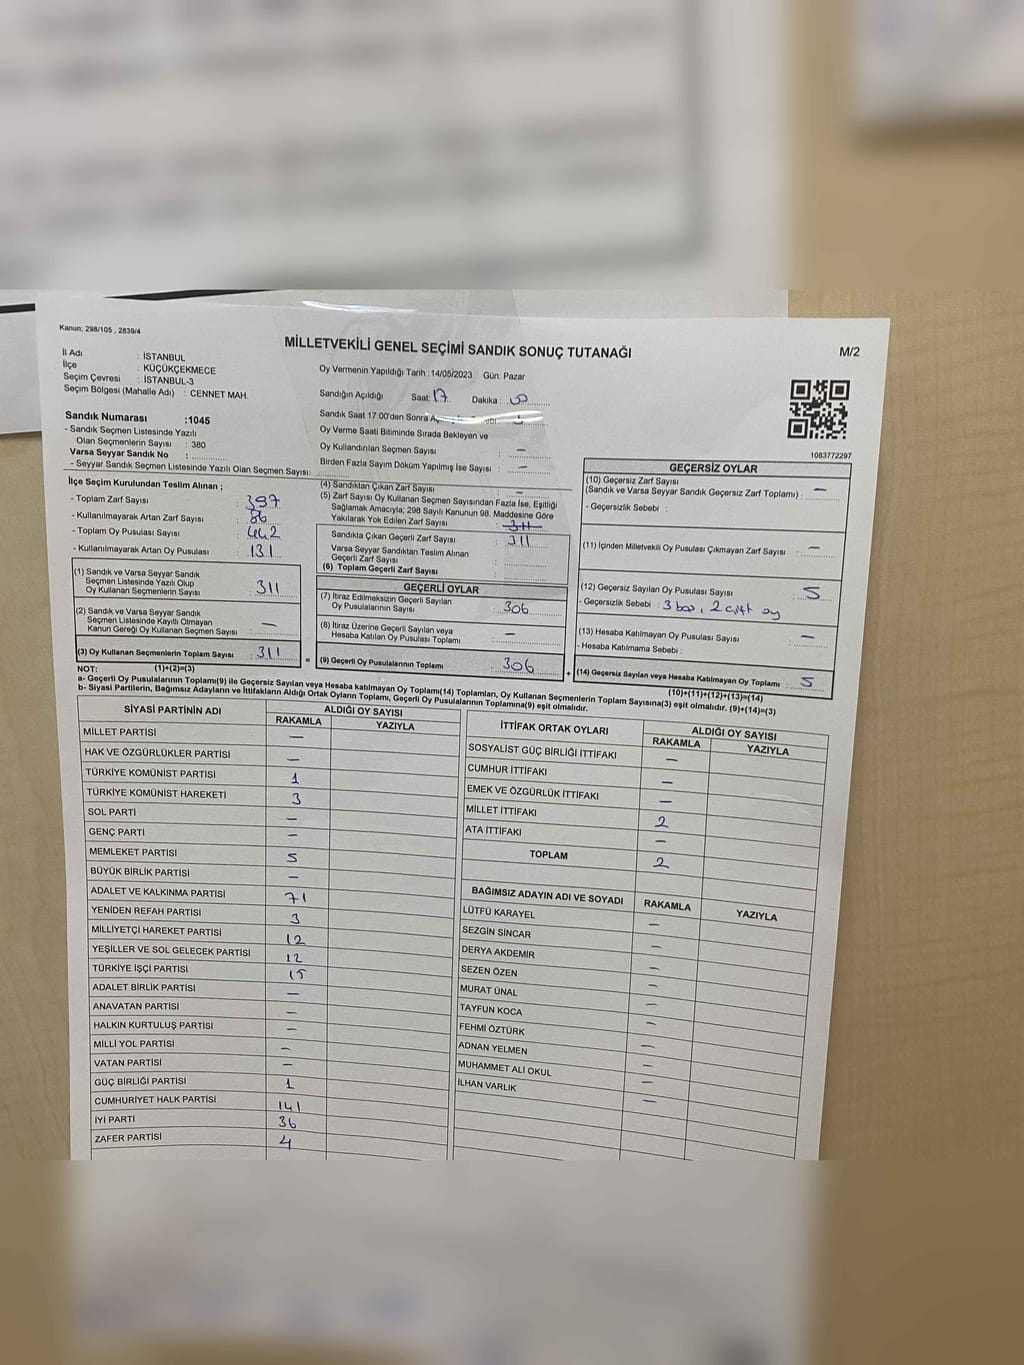 Kanun; 298/105 , 2839/4
MİLLETVEKİLİ GENEL SEÇİMİ SANDIK SONUÇ TUTANAĞI
M/2
İl Adı : İSTANBUL
İlçe : KÜÇÜKÇEKMECE
Seçim Çevresi : İSTANBUL-3
Seçim Bölgesi (Mahalle Adı) : CENNET MAH.
Oy Vermenin Yapıldığı Tarih :14/05/2023 Gün: Pazar
Sandığın Açıldığı Saat: 17 Dakika :
Sandık Saat 17:00'den Sonra
Oy Verme Saati Bitiminde Sırada Bekleyen ve
Oy Kullandırılan Seçmen Sayısı : —
Birden Fazla Sayım Döküm Yapılmış İse Sayısı : —
Sandık Numarası :1045
- Sandık Seçmen Listesinde Yazılı
Olan Seçmenlerin Sayısı : 380
Varsa Seyyar Sandık No :
- Seyyar Sandık Seçmen Listesinde Yazılı Olan Seçmen Sayısı:
1063772297
İlçe Seçim Kurulundan Teslim Alınan ;
- Toplam Zarf Sayısı : 397
- Kullanılmayarak Artan Zarf Sayısı : 86
- Toplam Oy Pusulası Sayısı : 442
- Kullanılmayarak Artan Oy Pusulası : 131
(1) Sandık ve Varsa Seyyar Sandık
Seçmen Listesinde Yazılı Olup
Oy Kullanan Seçmenlerin Sayısı : 311
(2) Sandık ve Varsa Seyyar Sandık
Seçmen Listesinde Kayıtlı Olmayan
Kanun Gereği Oy Kullanan Seçmen Sayısı : —
(3) Oy Kullanan Seçmenlerin Toplam Sayısı : 311
(1)+(2)=(3)
(4) Sandıktan Çıkan Zarf Sayısı : —
(5) Zarf Sayısı Oy Kullanan Seçmen Sayısından Fazla İse, Eşitliği
Sağlamak Amacıyla; 298 Sayılı Kanunun 98. Maddesine Göre
Yakılarak Yok Edilen Zarf Sayısı : 311
Sandıkta Çıkan Geçerli Zarf Sayısı : 311
Varsa Seyyar Sandıktan Teslim Alınan
Geçerli Zarf Sayısı
(6) Toplam Geçerli Zarf Sayısı
GEÇERLİ OYLAR
(7) İtiraz Edilmeksizin Geçerli Sayılan
Oy Pusulalarının Sayısı : 306
(8) İtiraz Üzerine Geçerli Sayılan veya
Hesaba Katılan Oy Pusulası Toplamı : —
= (9) Geçerli Oy Pusulalarının Toplamı : 306 +
GEÇERSİZ OYLAR
(10) Geçersiz Zarf Sayısı
(Sandık ve Varsa Seyyar Sandık Geçersiz Zarf Toplamı) : —
- Geçersizlik Sebebi :
(11) İçinden Milletvekili Oy Pusulası Çıkmayan Zarf Sayısı : —
(12) Geçersiz Sayılan Oy Pusulası Sayısı : 5
- Geçersizlik Sebebi : 3 boş, 2 çift oy
(13) Hesaba Katılmayan Oy Pusulası Sayısı : —
- Hesaba Katılmama Sebebi :
(14) Geçersiz Sayılan veya Hesaba Katılmayan Oy Toplamı : 5
(10)+(11)+(12)+(13)=(14)
NOT:
a- Geçerli Oy Pusulalarının Toplamı(9) ile Geçersiz Sayılan veya Hesaba katılmayan Oy Toplamı(14) Toplamları, Oy Kullanan Seçmenlerin Toplam Sayısına(3) eşit olmalıdır. (9)+(14)=(3)
b- Siyasi Partilerin, Bağımsız Adayların ve İttifakların Aldığı Ortak Oyların Toplamı, Geçerli Oy Pusulalarının Toplamına(9) eşit olmalıdır.
SİYASİ PARTİNİN ADI
ALDIĞI OY SAYISI
RAKAMLA YAZIYLA
MİLLET PARTİSİ —
HAK VE ÖZGÜRLÜKLER PARTİSİ —
TÜRKİYE KOMÜNİST PARTİSİ 1
TÜRKİYE KOMÜNİST HAREKETİ 3
SOL PARTİ —
GENÇ PARTİ —
MEMLEKET PARTİSİ 5
BÜYÜK BİRLİK PARTİSİ —
ADALET VE KALKINMA PARTİSİ 71
YENİDEN REFAH PARTİSİ 3
MİLLİYETÇİ HAREKET PARTİSİ 12
YEŞİLLER VE SOL GELECEK PARTİSİ 12
TÜRKİYE İŞÇİ PARTİSİ 15
ADALET BİRLİK PARTİSİ —
ANAVATAN PARTİSİ —
HALKIN KURTULUŞ PARTİSİ —
MİLLİ YOL PARTİSİ —
VATAN PARTİSİ —
GÜÇ BİRLİĞİ PARTİSİ 1
CUMHURİYET HALK PARTİSİ 141
İYİ PARTİ 36
ZAFER PARTİSİ 4
İTTİFAK ORTAK OYLARI
ALDIĞI OY SAYISI
RAKAMLA YAZIYLA
SOSYALİST GÜÇ BİRLİĞİ İTTİFAKI —
CUMHUR İTTİFAKI —
EMEK VE ÖZGÜRLÜK İTTİFAKI —
MİLLET İTTİFAKI 2
ATA İTTİFAKI —
TOPLAM 2
BAĞIMSIZ ADAYIN ADI VE SOYADI RAKAMLA YAZIYLA
LÜTFÜ KARAYEL —
SEZGİN SİNCAR —
DERYA AKDEMİR —
SEZEN ÖZEN —
MURAT ÜNAL —
TAYFUN KOCA —
FEHMİ ÖZTÜRK —
ADNAN YELMEN —
MUHAMMET ALİ OKUL —
İLHAN VARLIK —